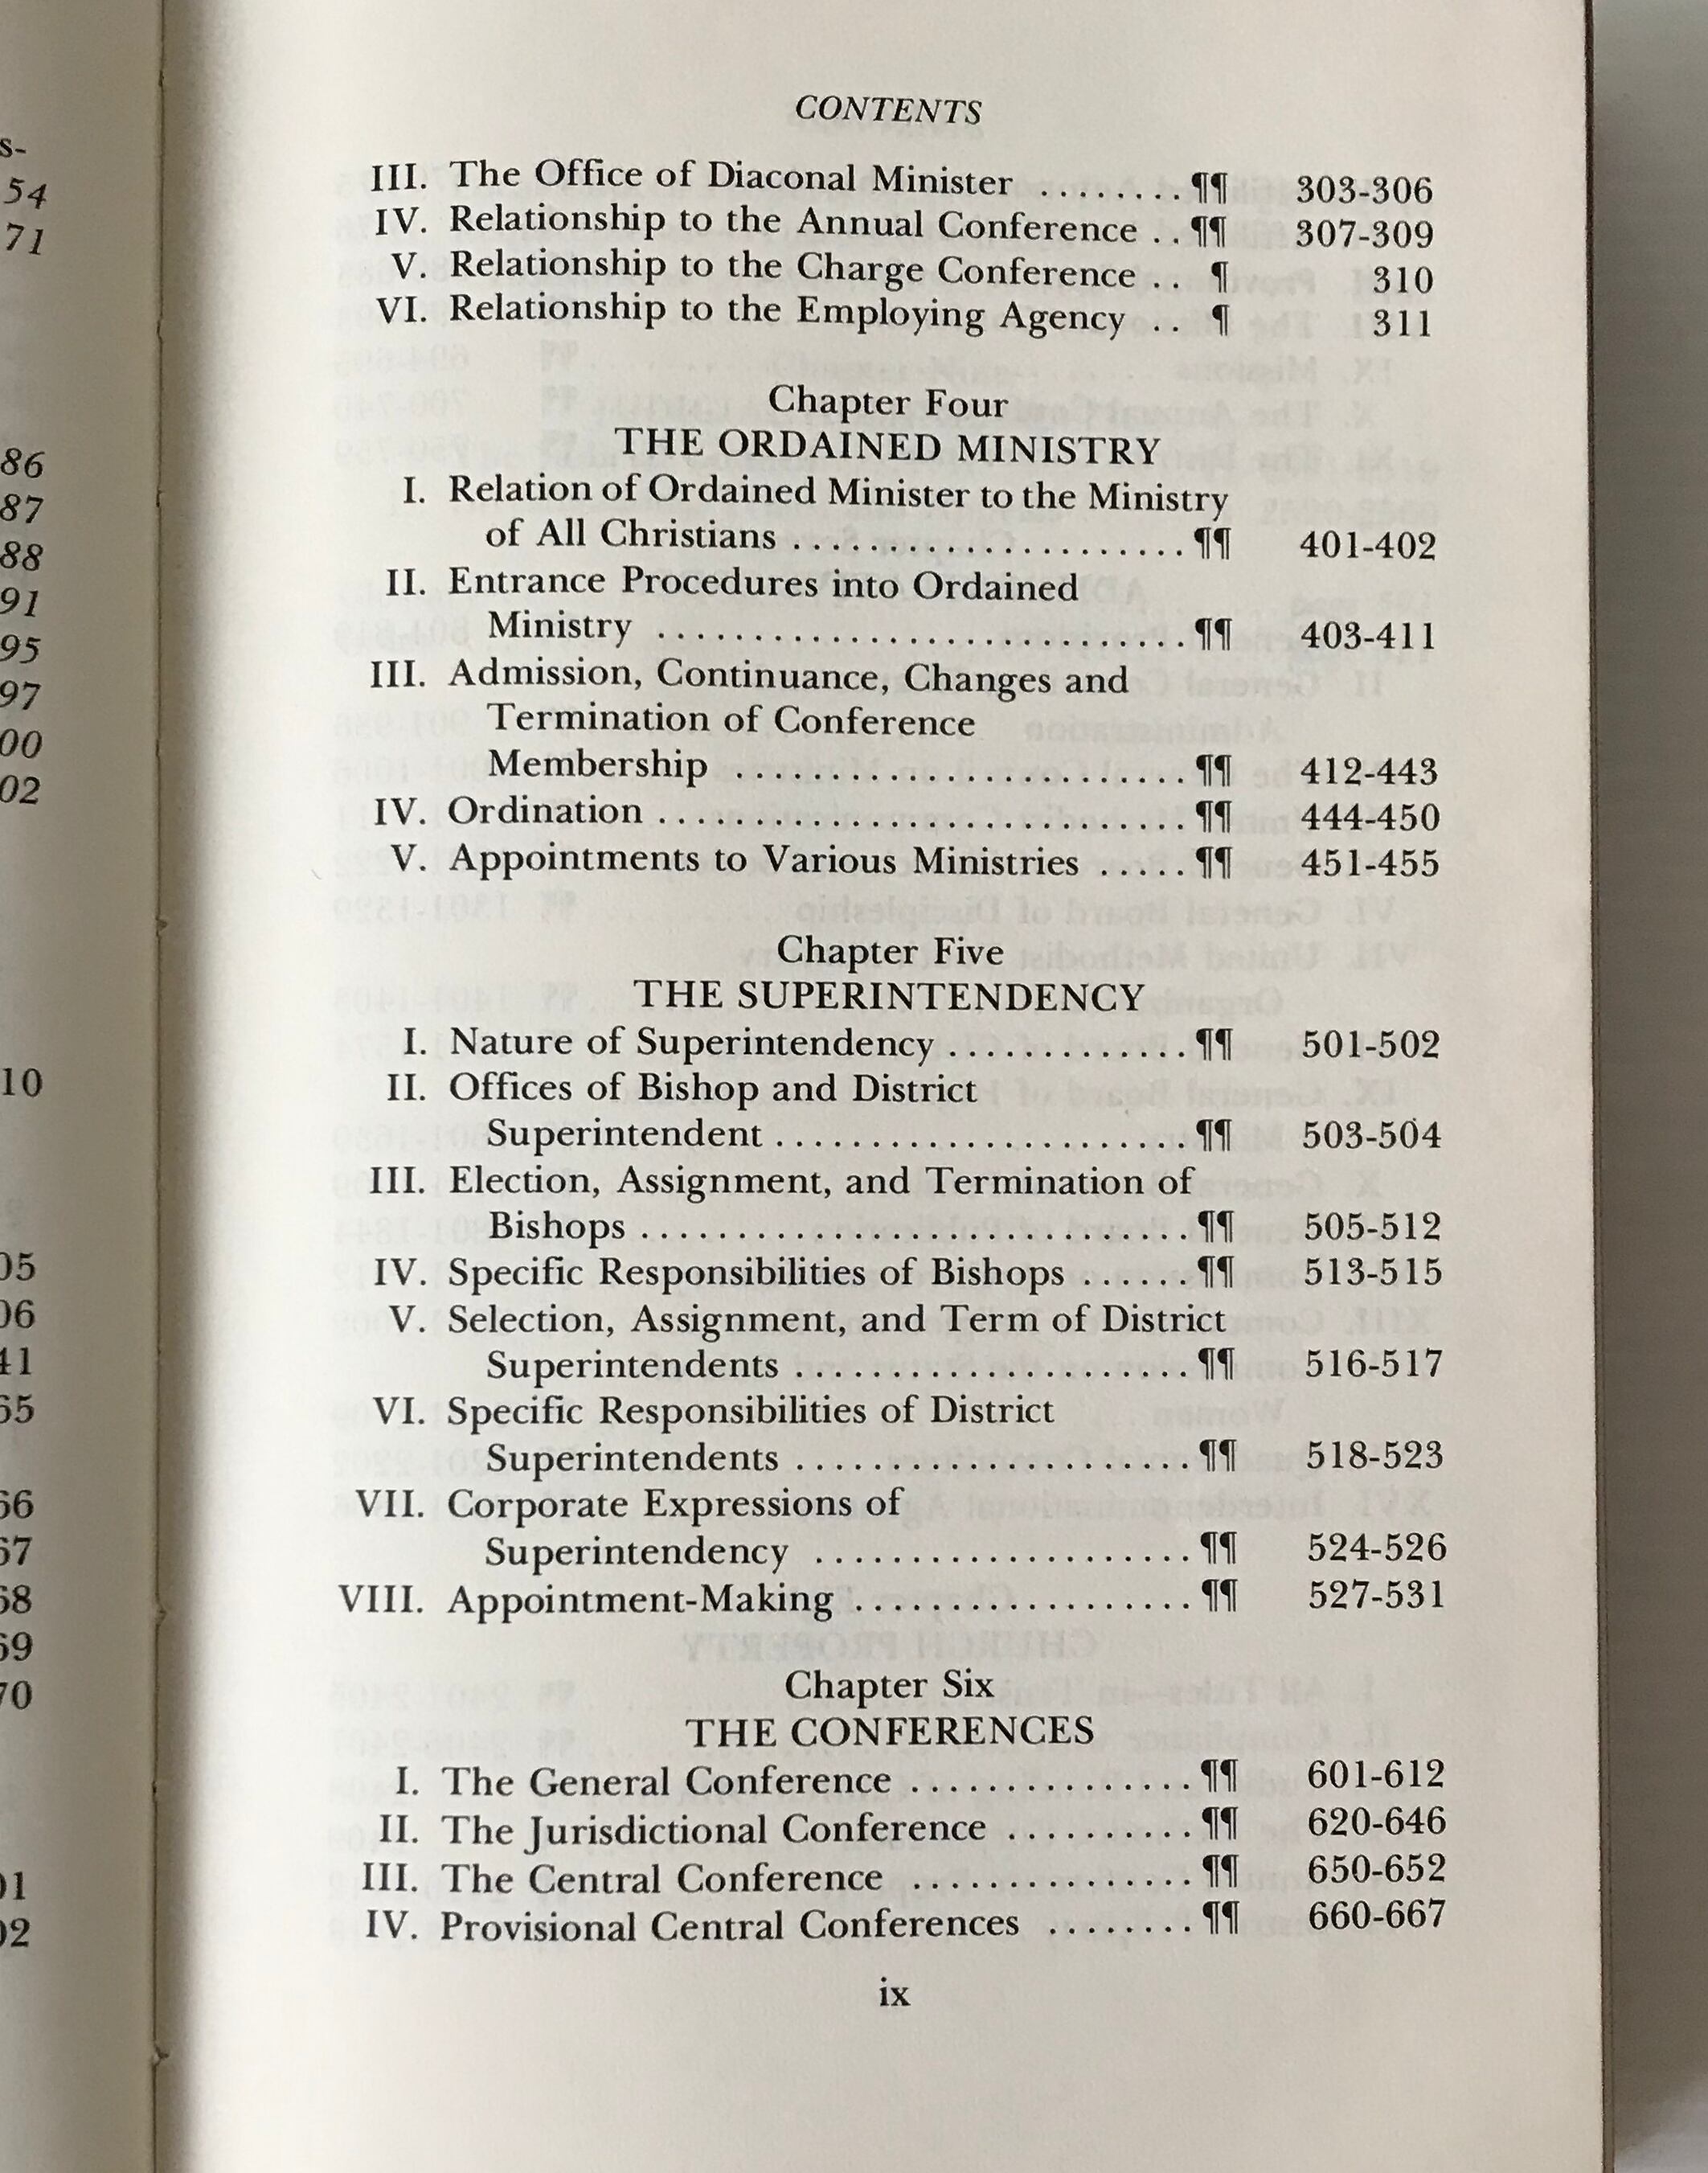 CONTENTS
III. The Office of Diaconal Minister ........ ¶¶ 303-306
IV. Relationship to the Annual Conference .. ¶¶ 307-309
V. Relationship to the Charge Conference .. ¶ 310
VI. Relationship to the Employing Agency .. ¶ 311
Chapter Four
THE ORDAINED MINISTRY
I. Relation of Ordained Minister to the Ministry
of All Christians ..................... ¶¶ 401-402
II. Entrance Procedures into Ordained
Ministry ............................ ¶¶ 403-411
III. Admission, Continuance, Changes and
Termination of Conference
Membership ........................ ¶¶ 412-443
IV. Ordination ............................ ¶¶ 444-450
V. Appointments to Various Ministries ..... ¶¶ 451-455
Chapter Five
THE SUPERINTENDENCY
I. Nature of Superintendency ............. ¶¶ 501-502
II. Offices of Bishop and District
Superintendent ...................... ¶¶ 503-504
III. Election, Assignment, and Termination of
Bishops ............................. ¶¶ 505-512
IV. Specific Responsibilities of Bishops ...... ¶¶ 513-515
V. Selection, Assignment, and Term of District
Superintendents ..................... ¶¶ 516-517
VI. Specific Responsibilities of District
Superintendents ..................... ¶¶ 518-523
VII. Corporate Expressions of
Superintendency .................... ¶¶ 524-526
VIII. Appointment-Making .................. ¶¶ 527-531
Chapter Six
THE CONFERENCES
I. The General Conference ............... ¶¶ 601-612
II. The Jurisdictional Conference .......... ¶¶ 620-646
III. The Central Conference ............... ¶¶ 650-652
IV. Provisional Central Conferences ........ ¶¶ 660-667
ix